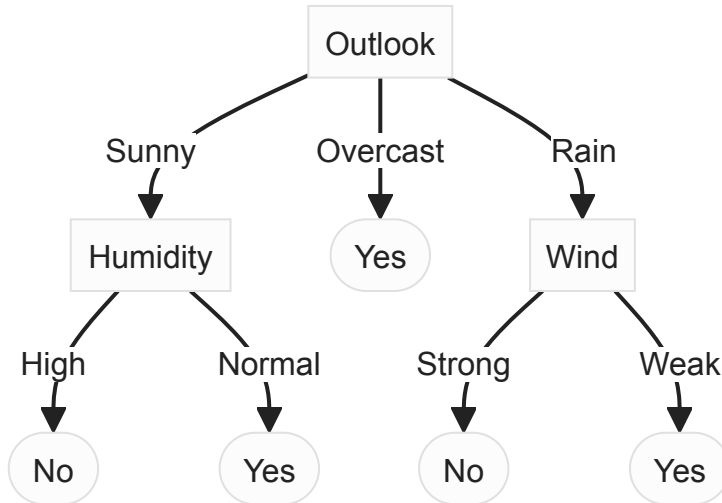 Outlook
Sunny Overcast Rain
Humidity Yes Wind
High Normal Strong Weak
No Yes No Yes